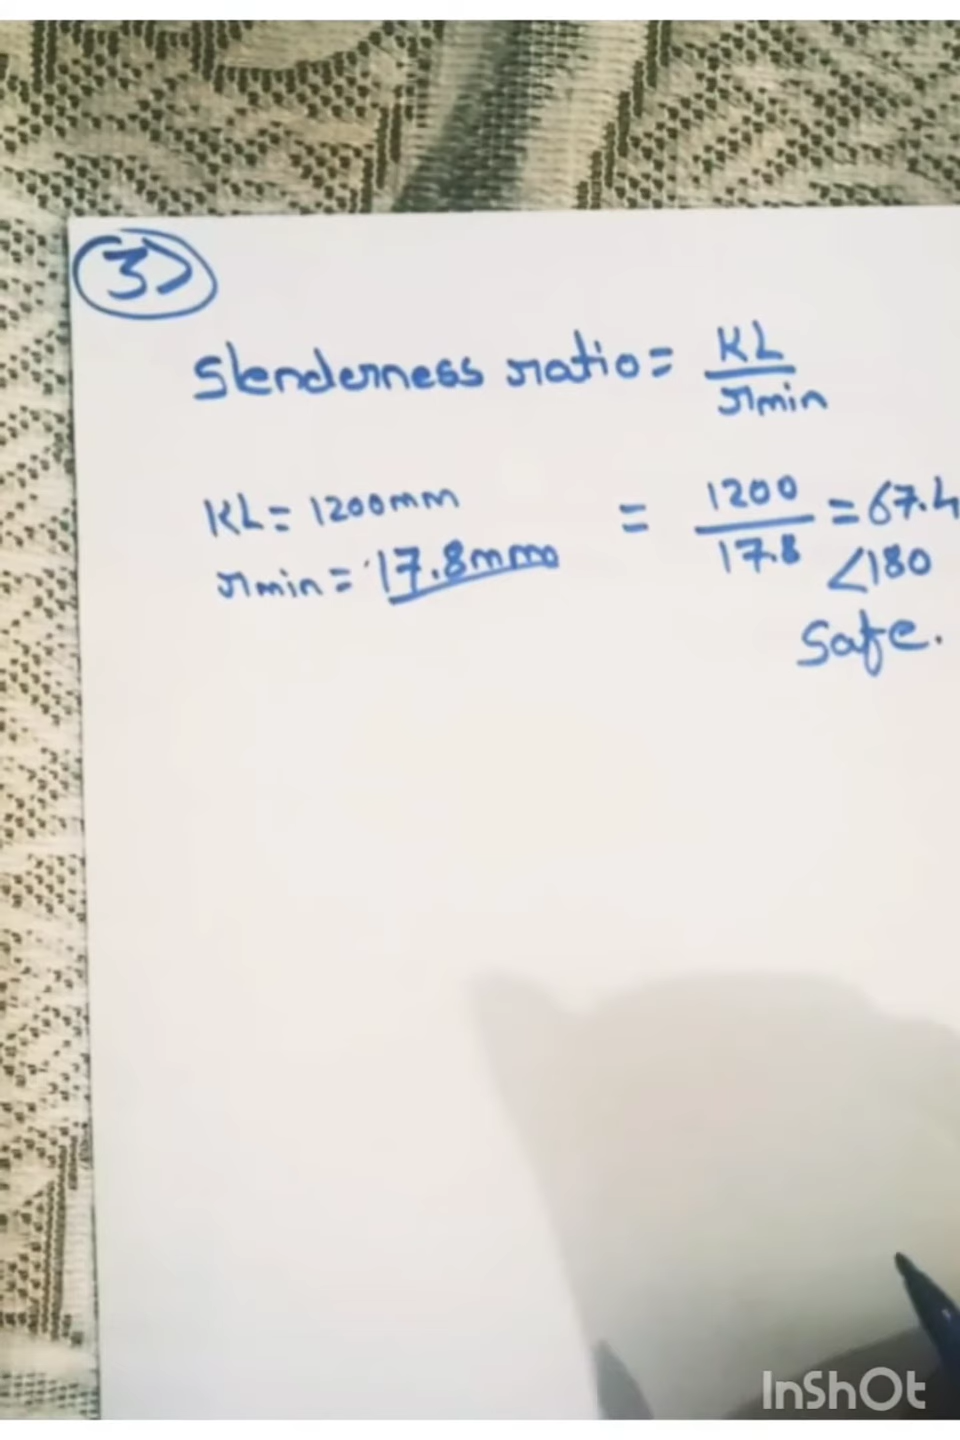 3>
Slenderness ratio = KL / rmin
KL = 1200mm
rmin = 17.8mm
= 1200 / 17.8 = 67.4
<180
Safe.
InShOt